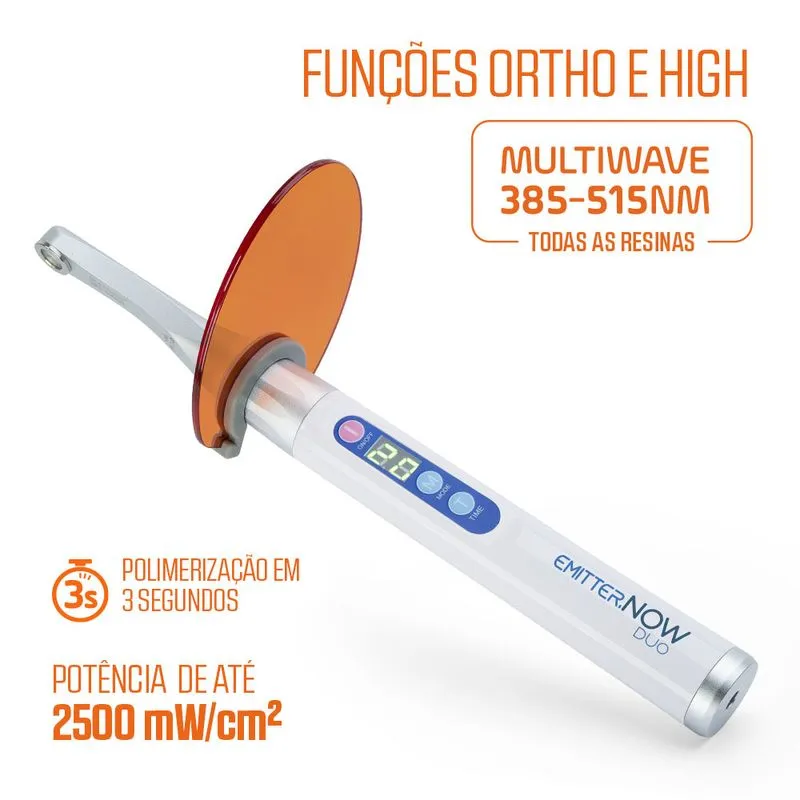 FUNÇÕES ORTHO E HIGH
MULTIWAVE
385-515NM
TODAS AS RESINAS
ON/OFF
20
M
MODE
T
TIME
EMITTER.NOW
DUO
3s
POLIMERIZAÇÃO EM
3 SEGUNDOS
POTÊNCIA DE ATÉ
2500 mW/cm²